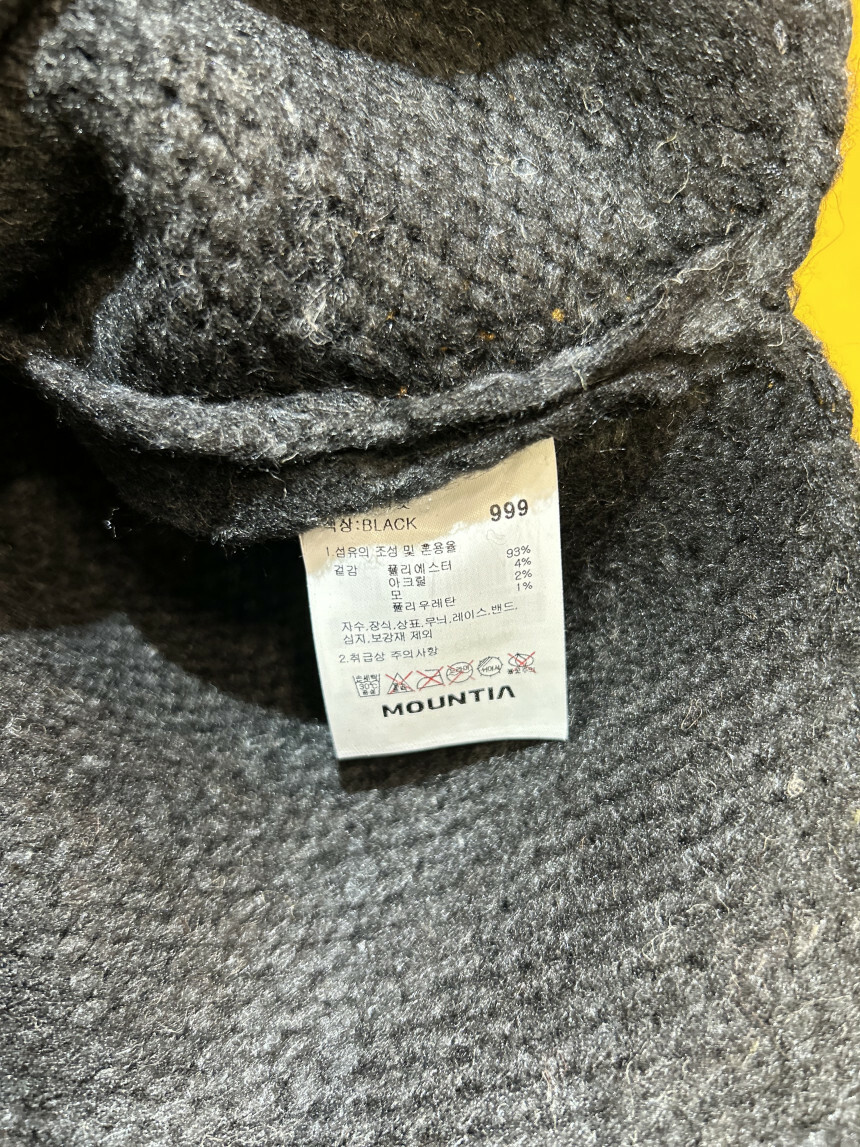 색상:BLACK 999
1.섬유의 조성 및 혼용율
겉감 폴리에스터 93%
아크릴 4%
모 2%
폴리우레탄 1%
자수,장식,상표,무늬,레이스,밴드,
심지,보강재 제외
2.취급상 주의사항
30℃
MOUNTIA